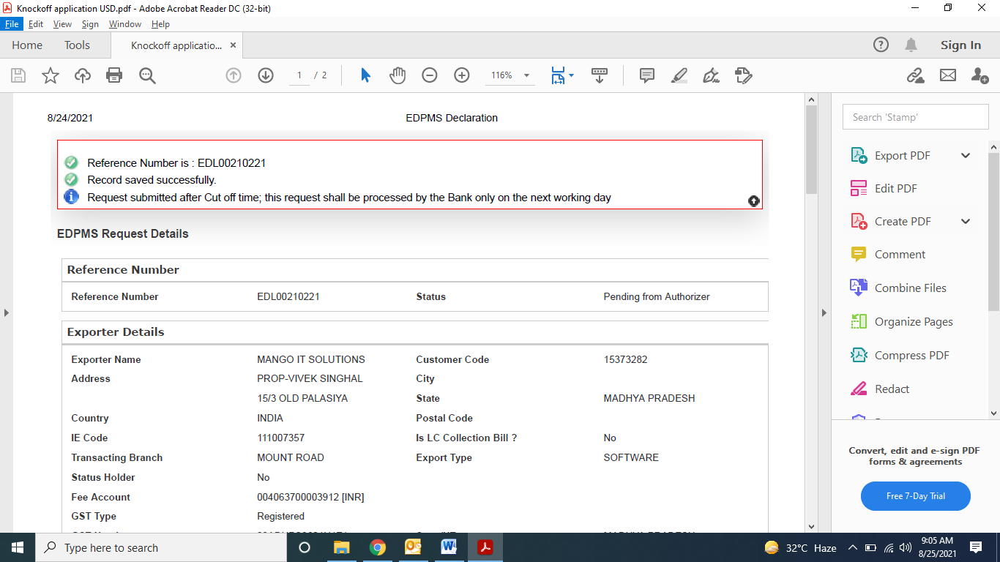 Knockoff application USD.pdf - Adobe Acrobat Reader DC (32-bit)
File Edit View Sign Window Help
Home Tools Knockoff applicatio... × Sign In
1 / 2 116%
8/24/2021 EDPMS Declaration
Reference Number is : EDL00210221
Record saved successfully.
Request submitted after Cut off time; this request shall be processed by the Bank only on the next working day
EDPMS Request Details
Reference Number
Reference Number EDL00210221 Status Pending from Authorizer
Exporter Details
Exporter Name MANGO IT SOLUTIONS Customer Code 15373282
Address PROP-VIVEK SINGHAL City
15/3 OLD PALASIYA State MADHYA PRADESH
Country INDIA Postal Code
IE Code 111007357 Is LC Collection Bill ? No
Transacting Branch MOUNT ROAD Export Type SOFTWARE
Status Holder No
Fee Account 004063700003912 [INR]
GST Type Registered
Search 'Stamp'
Export PDF
Edit PDF
Create PDF
Comment
Combine Files
Organize Pages
Compress PDF
Redact
Convert, edit and e-sign PDF
forms & agreements
Free 7-Day Trial
Type here to search
32°C Haze
9:05 AM
8/25/2021